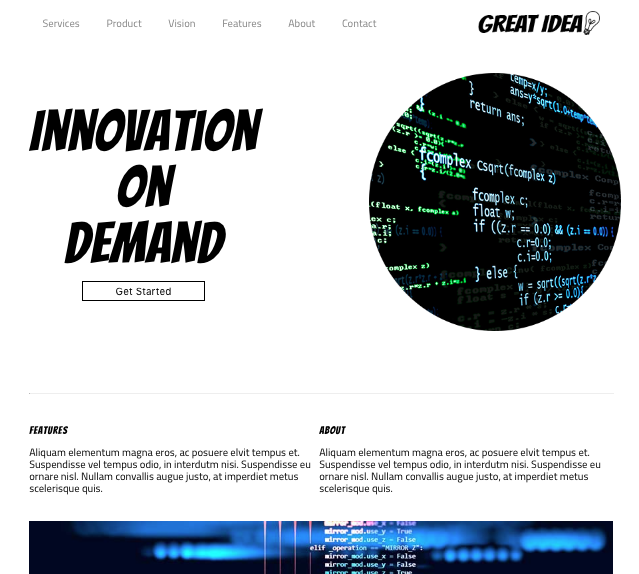 Services Product Vision Features About Contact
GREAT IDEA!
INNOVATION
ON
DEMAND
Get Started
temp=x/y;
}
return ans;
else {
fcomplex Csqrt(fcomplex z)
{
fcomplex c;
float w;
if ((z.r == 0.0) && (z.i == 0.0)) {
c.r=0.0;
c.i=0.0;
} else {
FEATURES
Aliquam elementum magna eros, ac posuere elvit tempus et.
Suspendisse vel tempus odio, in interdutm nisi. Suspendisse eu
ornare nisl. Nullam convallis augue justo, at imperdiet metus
scelerisque quis.
ABOUT
Aliquam elementum magna eros, ac posuere elvit tempus et.
Suspendisse vel tempus odio, in interdutm nisi. Suspendisse eu
ornare nisl. Nullam convallis augue justo, at imperdiet metus
scelerisque quis.
mirror_mod.use_x = False
mirror_mod.use_y = True
mirror_mod.use_z = False
elif _operation == "MIRROR_Z":
mirror_mod.use_x = False
mirror_mod.use_y = False
mirror_mod.use_z = True